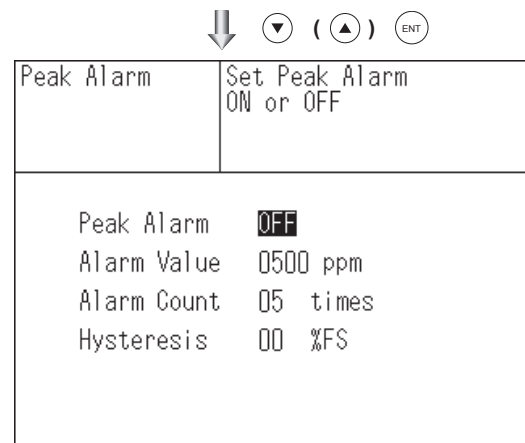 ▼ ( ▲ ) ENT
Peak Alarm
Set Peak Alarm
ON or OFF
Peak Alarm OFF
Alarm Value 0500 ppm
Alarm Count 05 times
Hysteresis 00 %FS